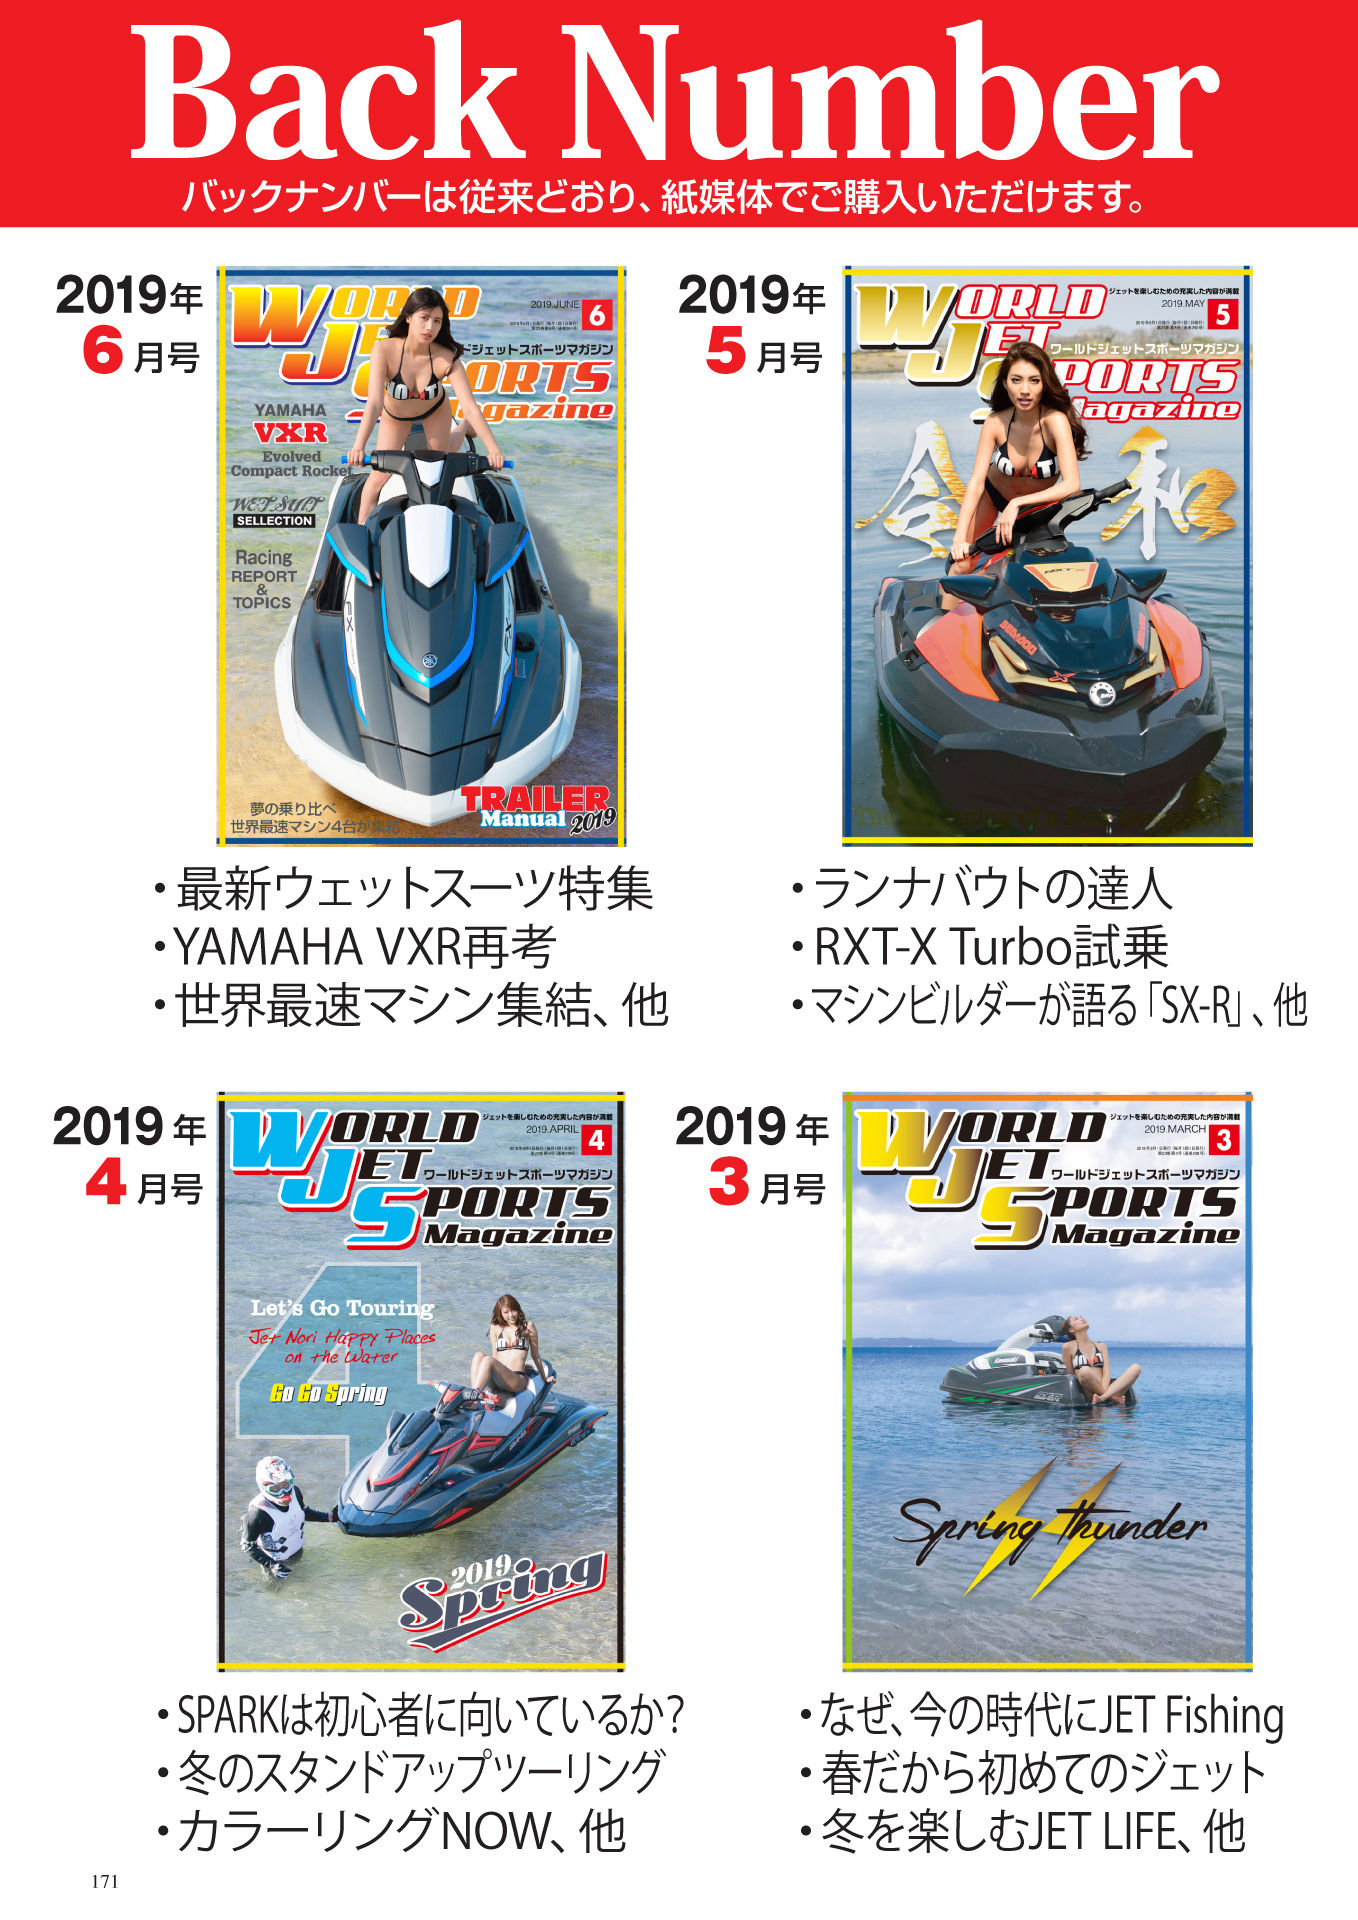 Back Number
バックナンバーは従来どおり、紙媒体でご購入いただけます。
2019年
6月号
WORLD
JET
2019.JUNE
6
ドジェットスポーツマガジン
SPORTS
Magazine
YAMAHA
VXR
Evolved
Compact Rocket
WET SUIT
SELLECTION
Racing
REPORT
&
TOPICS
FX
夢の乗り比べ
世界最速マシン4台が集結
TRAILER
Manual 2019
・最新ウェットスーツ特集
・YAMAHA VXR再考
・世界最速マシン集結、他
2019年
5月号
ジェットを楽しむための充実した内容が満載
WORLD
JET
2019.MAY
5
ワールドジェットスポーツマガジン
SPORTS
Magazine
令和
RXT-X
SEA-DOO
・ランナバウトの達人
・RXT-X Turbo試乗
・マシンビルダーが語る「SX-R」、他
2019年
4月号
ジェットを楽しむための充実した内容が満載
WORLD
JET
2019.APRIL
4
ワールドジェットスポーツマガジン
SPORTS
Magazine
4
Let's Go Touring
Jet Nori Happy Places
on the Water
Go Go Spring
2019
Spring
・SPARKは初心者に向いているか?
・冬のスタンドアップツーリング
・カラーリングNOW、他
2019年
3月号
ジェットを楽しむための充実した内容が満載
WORLD
JET
2019.MARCH
3
ワールドジェットスポーツマガジン
SPORTS
Magazine
Kawasaki
SX-R
Spring Thunder
・なぜ、今の時代にJET Fishing
・春だから初めてのジェット
・冬を楽しむJET LIFE、他
171